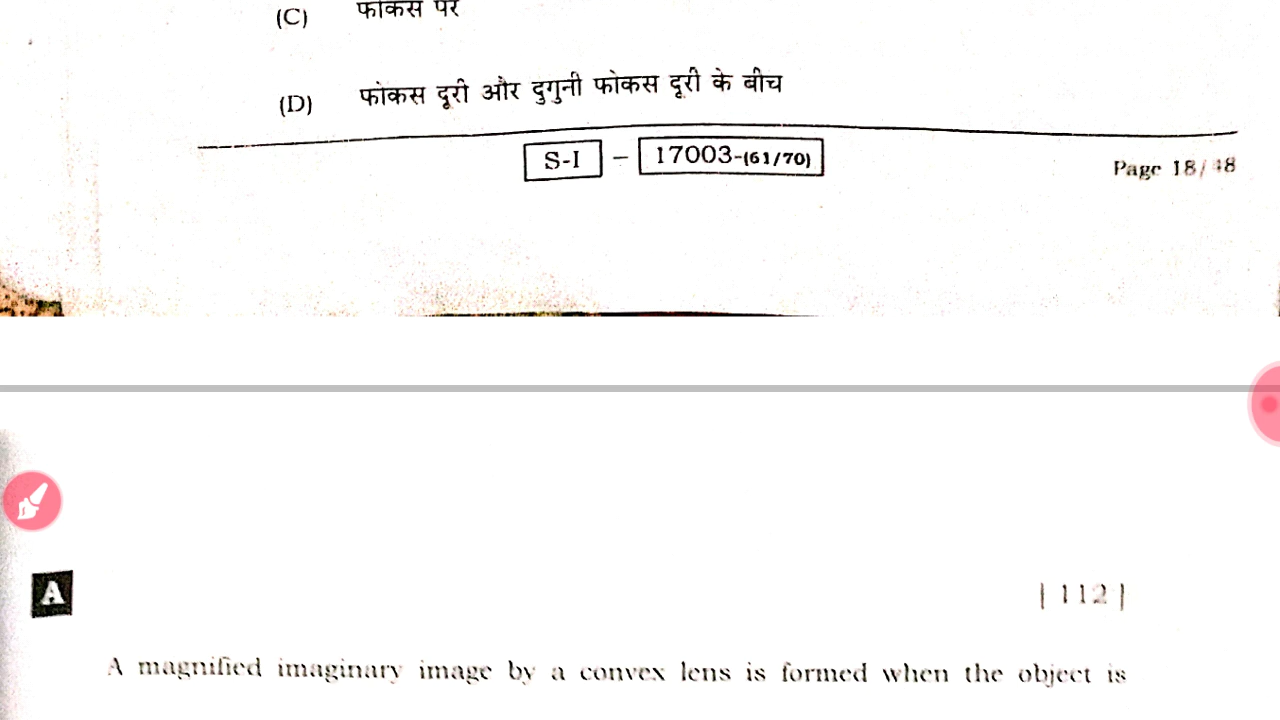 (C) फोकस पर
(D) फोकस दूरी और दुगुनी फोकस दूरी के बीच
S-I – 17003-(61/70)
Page 18/48
A
[ 112 ]
A magnified imaginary image by a convex lens is formed when the object is